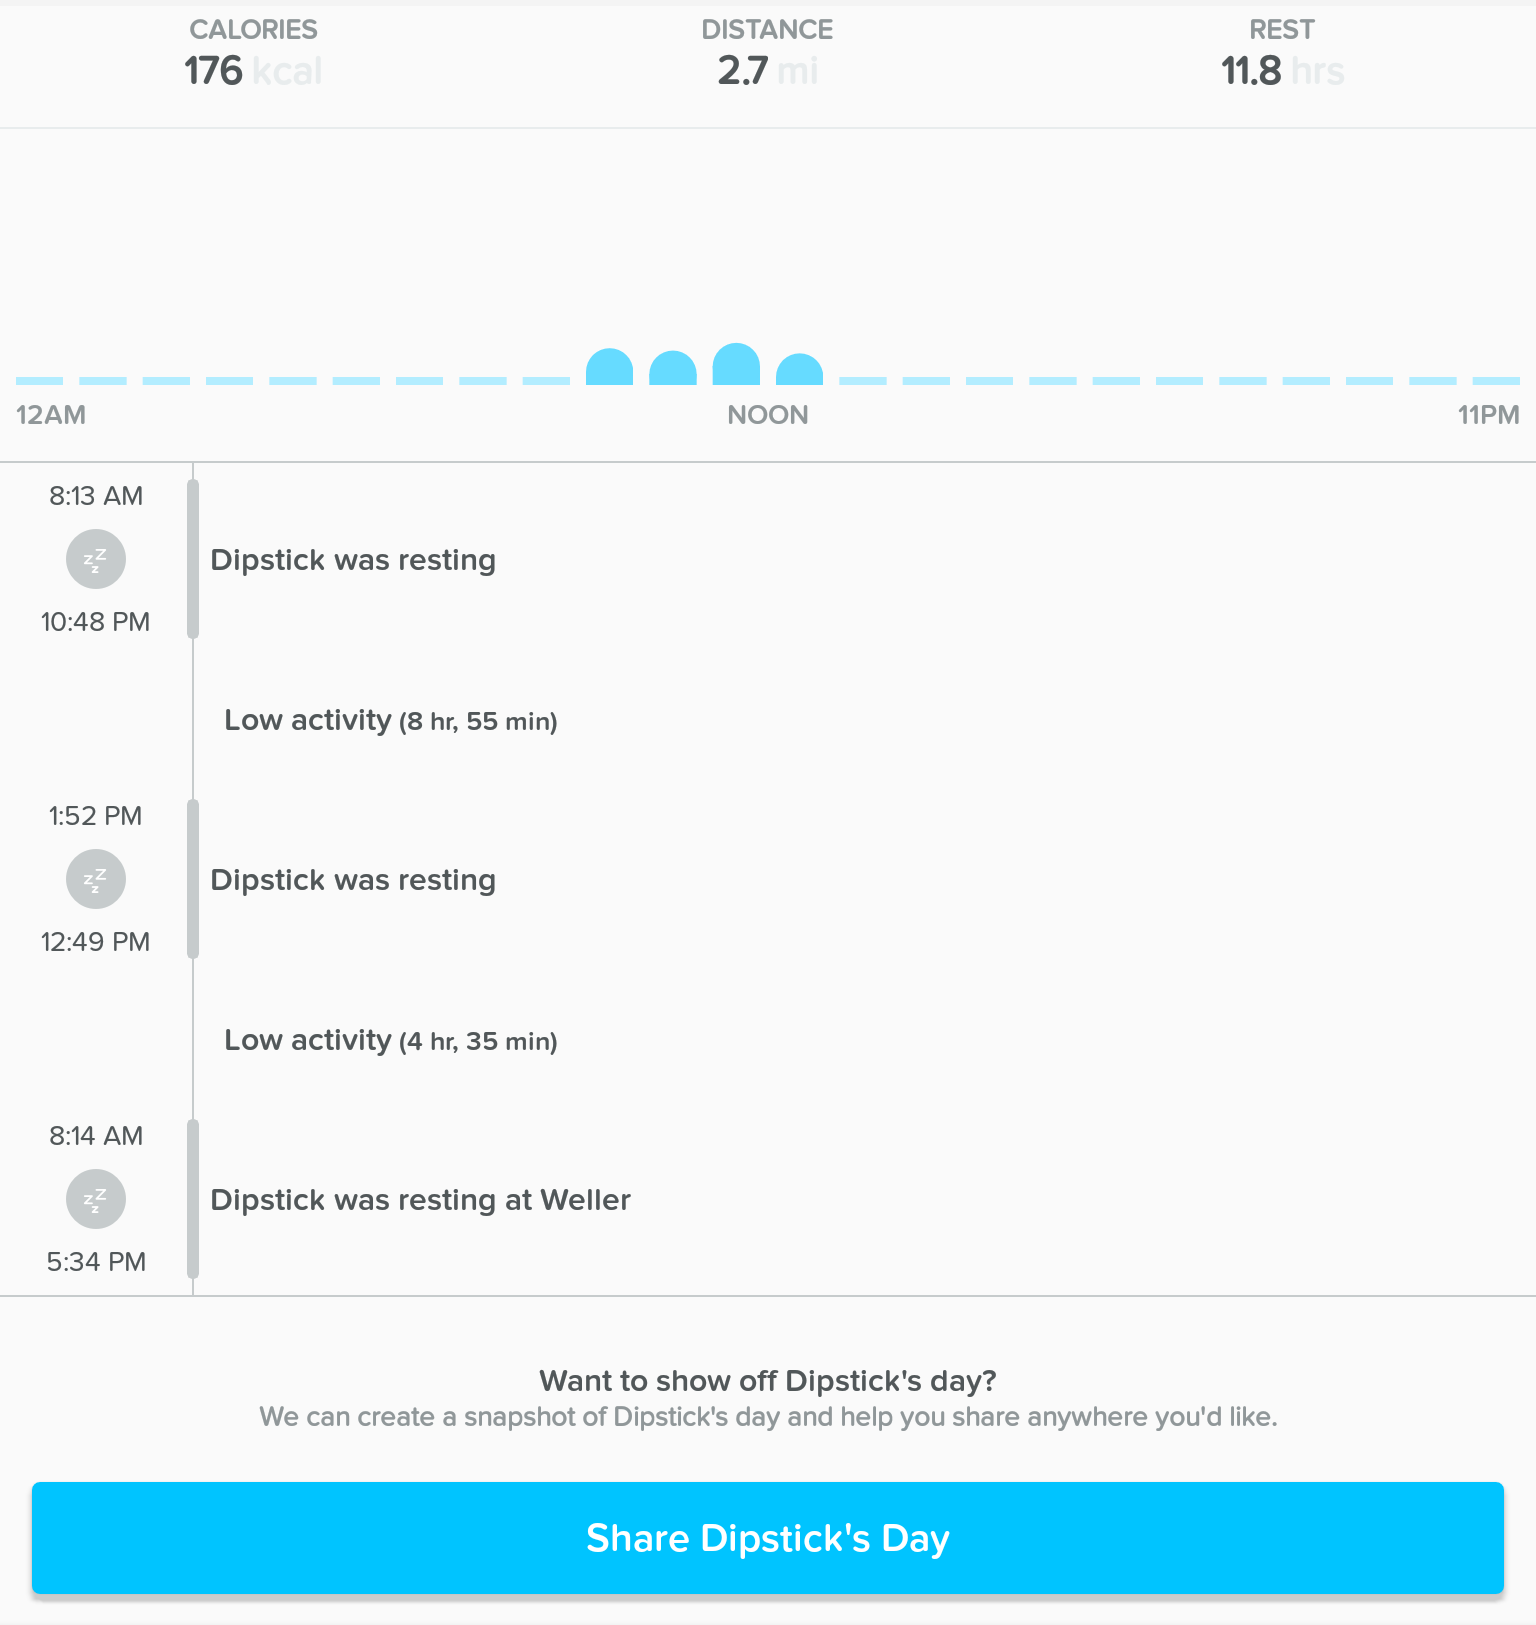 CALORIES DISTANCE REST
176 kcal 2.7 mi 11.8 hrs
12AM NOON 11PM
8:13 AM
zzz
Dipstick was resting
10:48 PM
Low activity (8 hr, 55 min)
1:52 PM
zzz
Dipstick was resting
12:49 PM
Low activity (4 hr, 35 min)
8:14 AM
zzz
Dipstick was resting at Weller
5:34 PM
Want to show off Dipstick's day?
We can create a snapshot of Dipstick's day and help you share anywhere you'd like.
Share Dipstick's Day